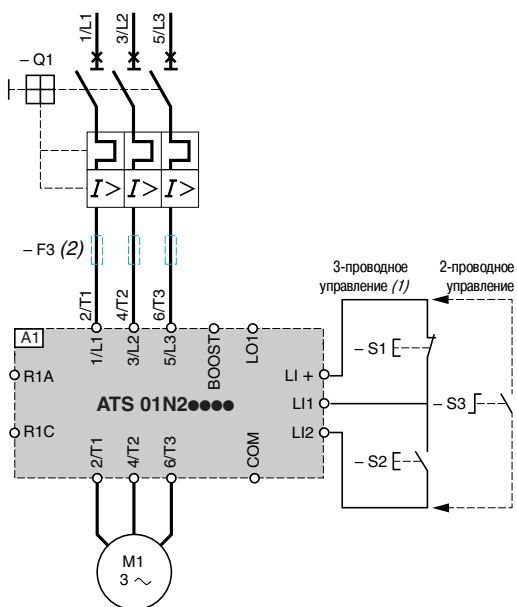 1/L1
3/L2
5/L3
– Q1
I>
I>
I>
– F3 (2)
2/T1
4/T2
6/T3
3-проводное
управление (1)
2-проводное
управление
A1
1/L1
3/L2
5/L3
BOOST
LO1
– S1
R1A
LI +
ATS 01N2●●●●
LI1
– S3
R1C
LI2
2/T1
4/T2
6/T3
COM
– S2
M1
3 ~